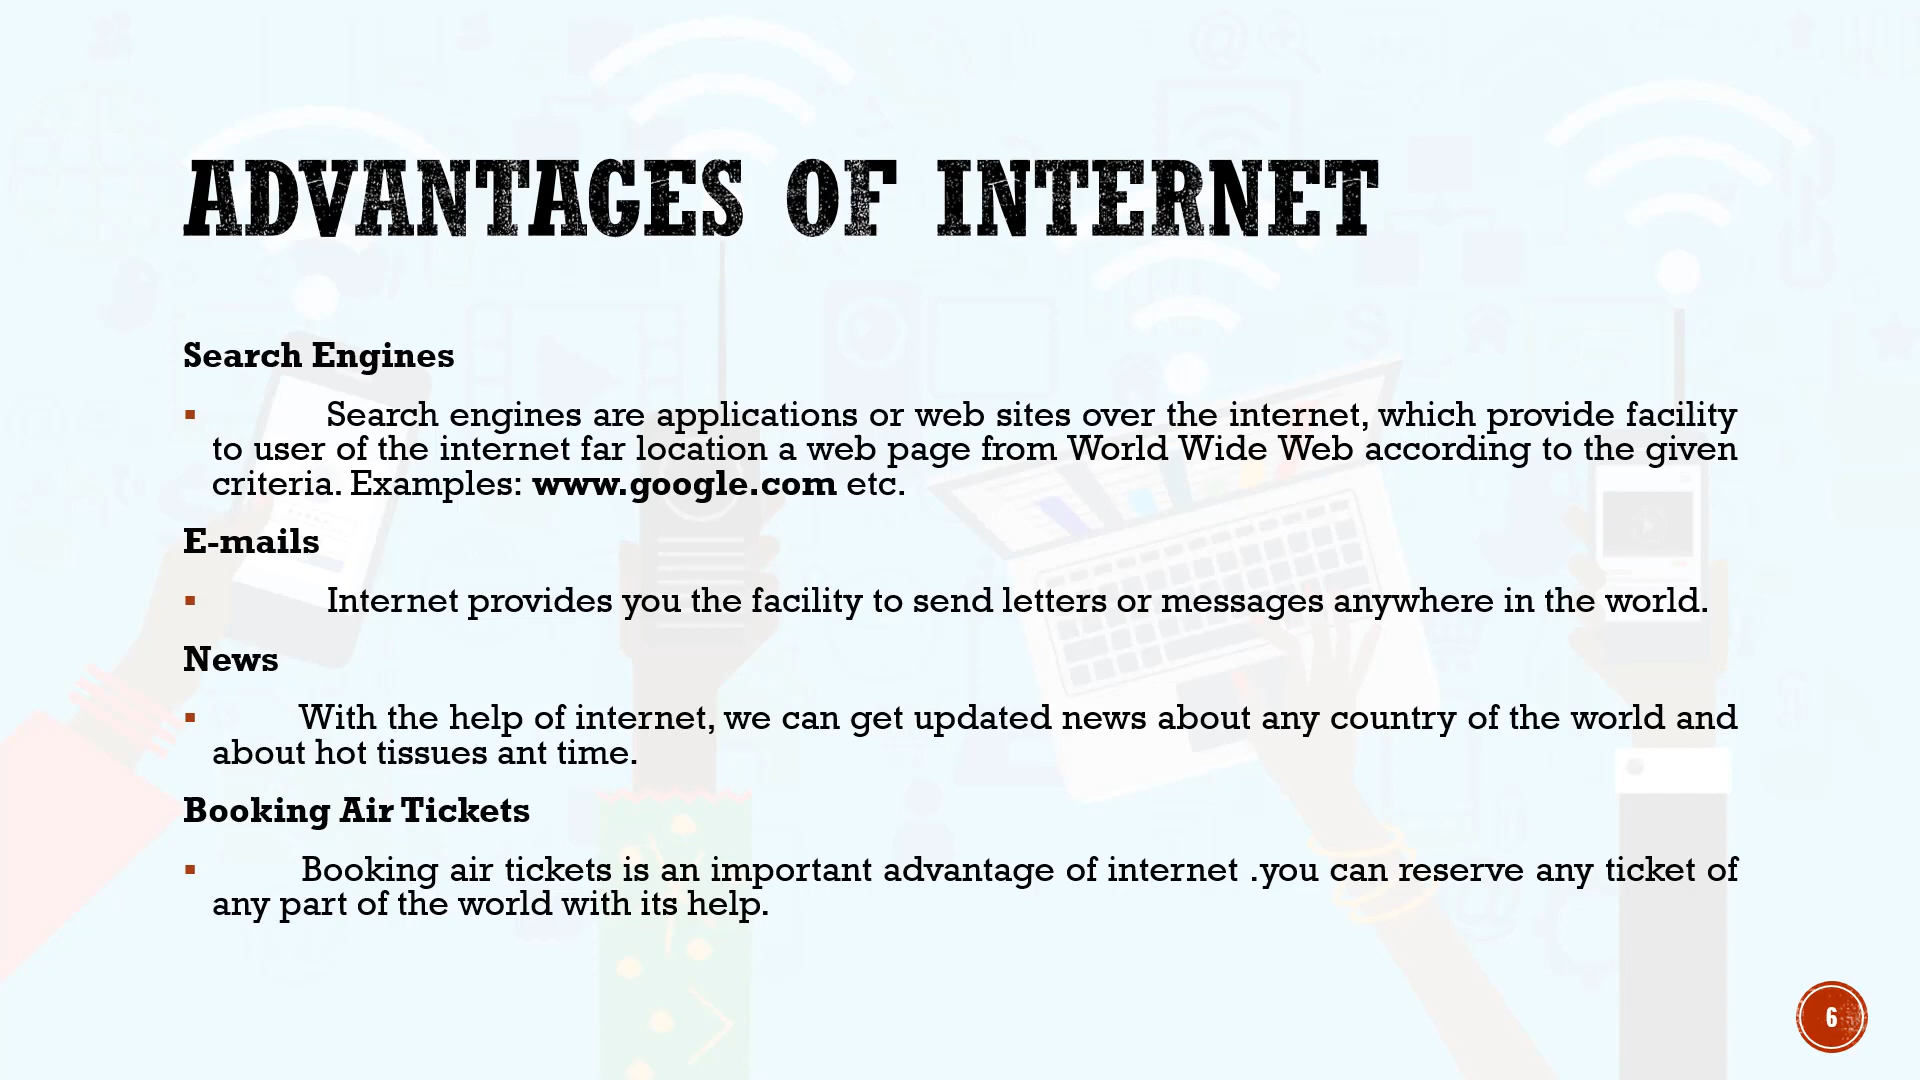 ADVANTAGES OF INTERNET
Search Engines
▪ Search engines are applications or web sites over the internet, which provide facility
to user of the internet far location a web page from World Wide Web according to the given
criteria. Examples: www.google.com etc.
E-mails
▪ Internet provides you the facility to send letters or messages anywhere in the world.
News
▪ With the help of internet, we can get updated news about any country of the world and
about hot tissues ant time.
Booking Air Tickets
▪ Booking air tickets is an important advantage of internet .you can reserve any ticket of
any part of the world with its help.
6